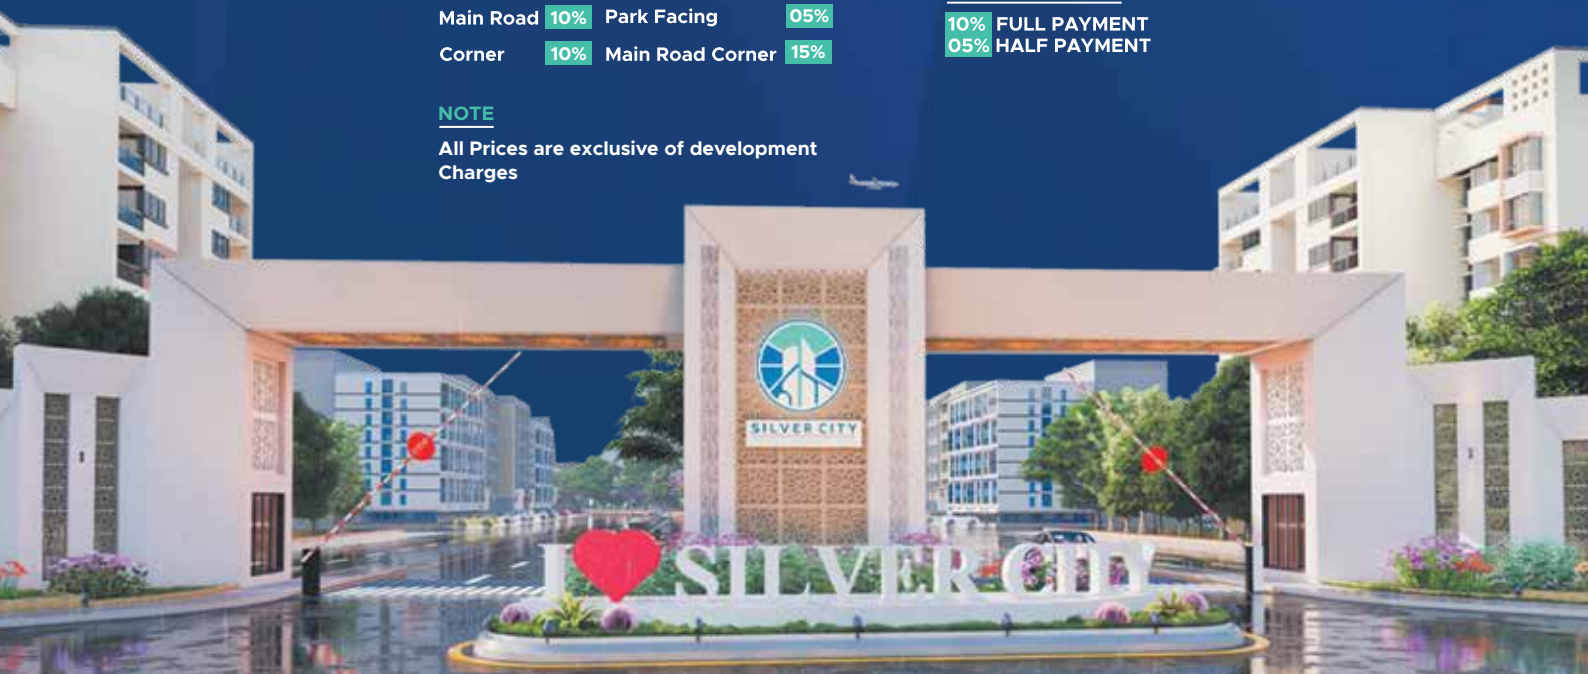 Main Road 10% Park Facing 05%
Corner 10% Main Road Corner 15%
10% FULL PAYMENT
05% HALF PAYMENT
NOTE
All Prices are exclusive of development
Charges
SILVER CITY
I ❤ SILVER CITY